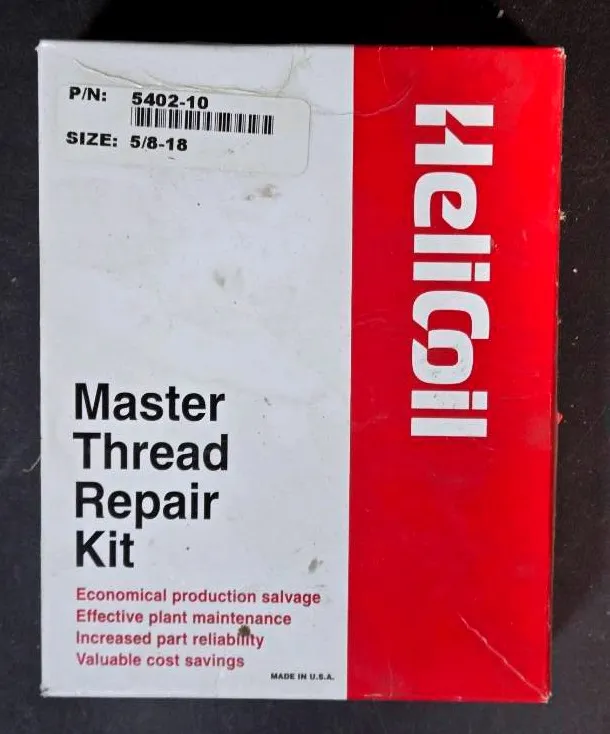 P/N: 5402-10
SIZE: 5/8-18
HeliCoil
Master
Thread
Repair
Kit
Economical production salvage
Effective plant maintenance
Increased part reliability
Valuable cost savings
MADE IN U.S.A.